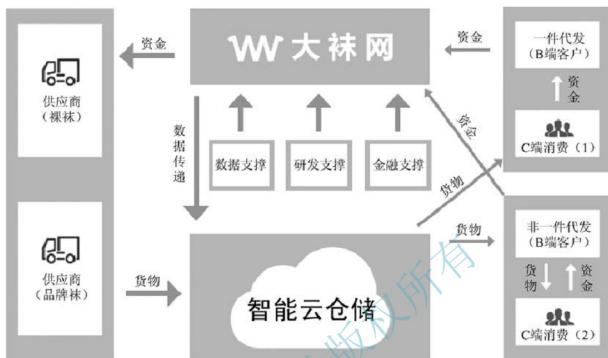 资金
大袜网
资金
一件代发
（B端客户）
资金
C端消费（1）
供应商
（裸袜）
数据传递
数据支撑
研发支撑
金融支撑
资金
货物
供应商
（品牌袜）
货物
智能云仓储
货物
非一件代发
（B端客户）
货物
资金
C端消费（2）
版权所有